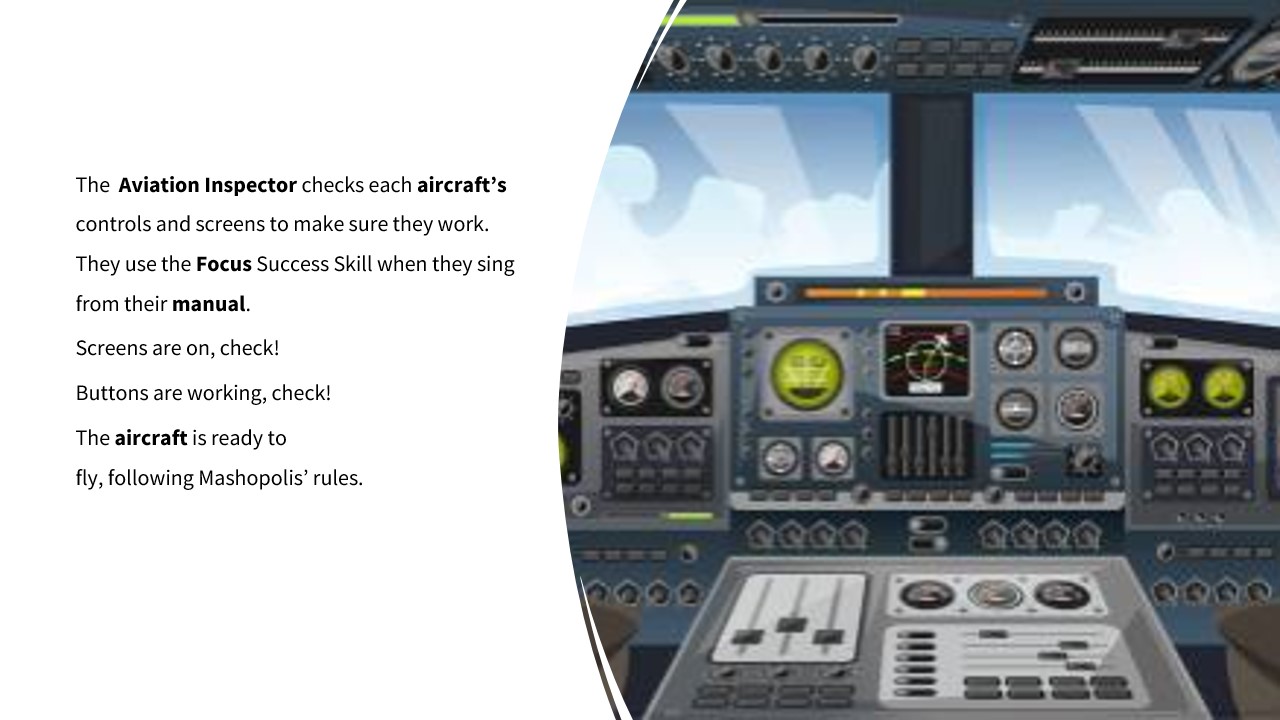 The Aviation Inspector checks each aircraft’s
controls and screens to make sure they work.
They use the Focus Success Skill when they sing
from their manual.
Screens are on, check!
Buttons are working, check!
The aircraft is ready to
fly, following Mashopolis’ rules.